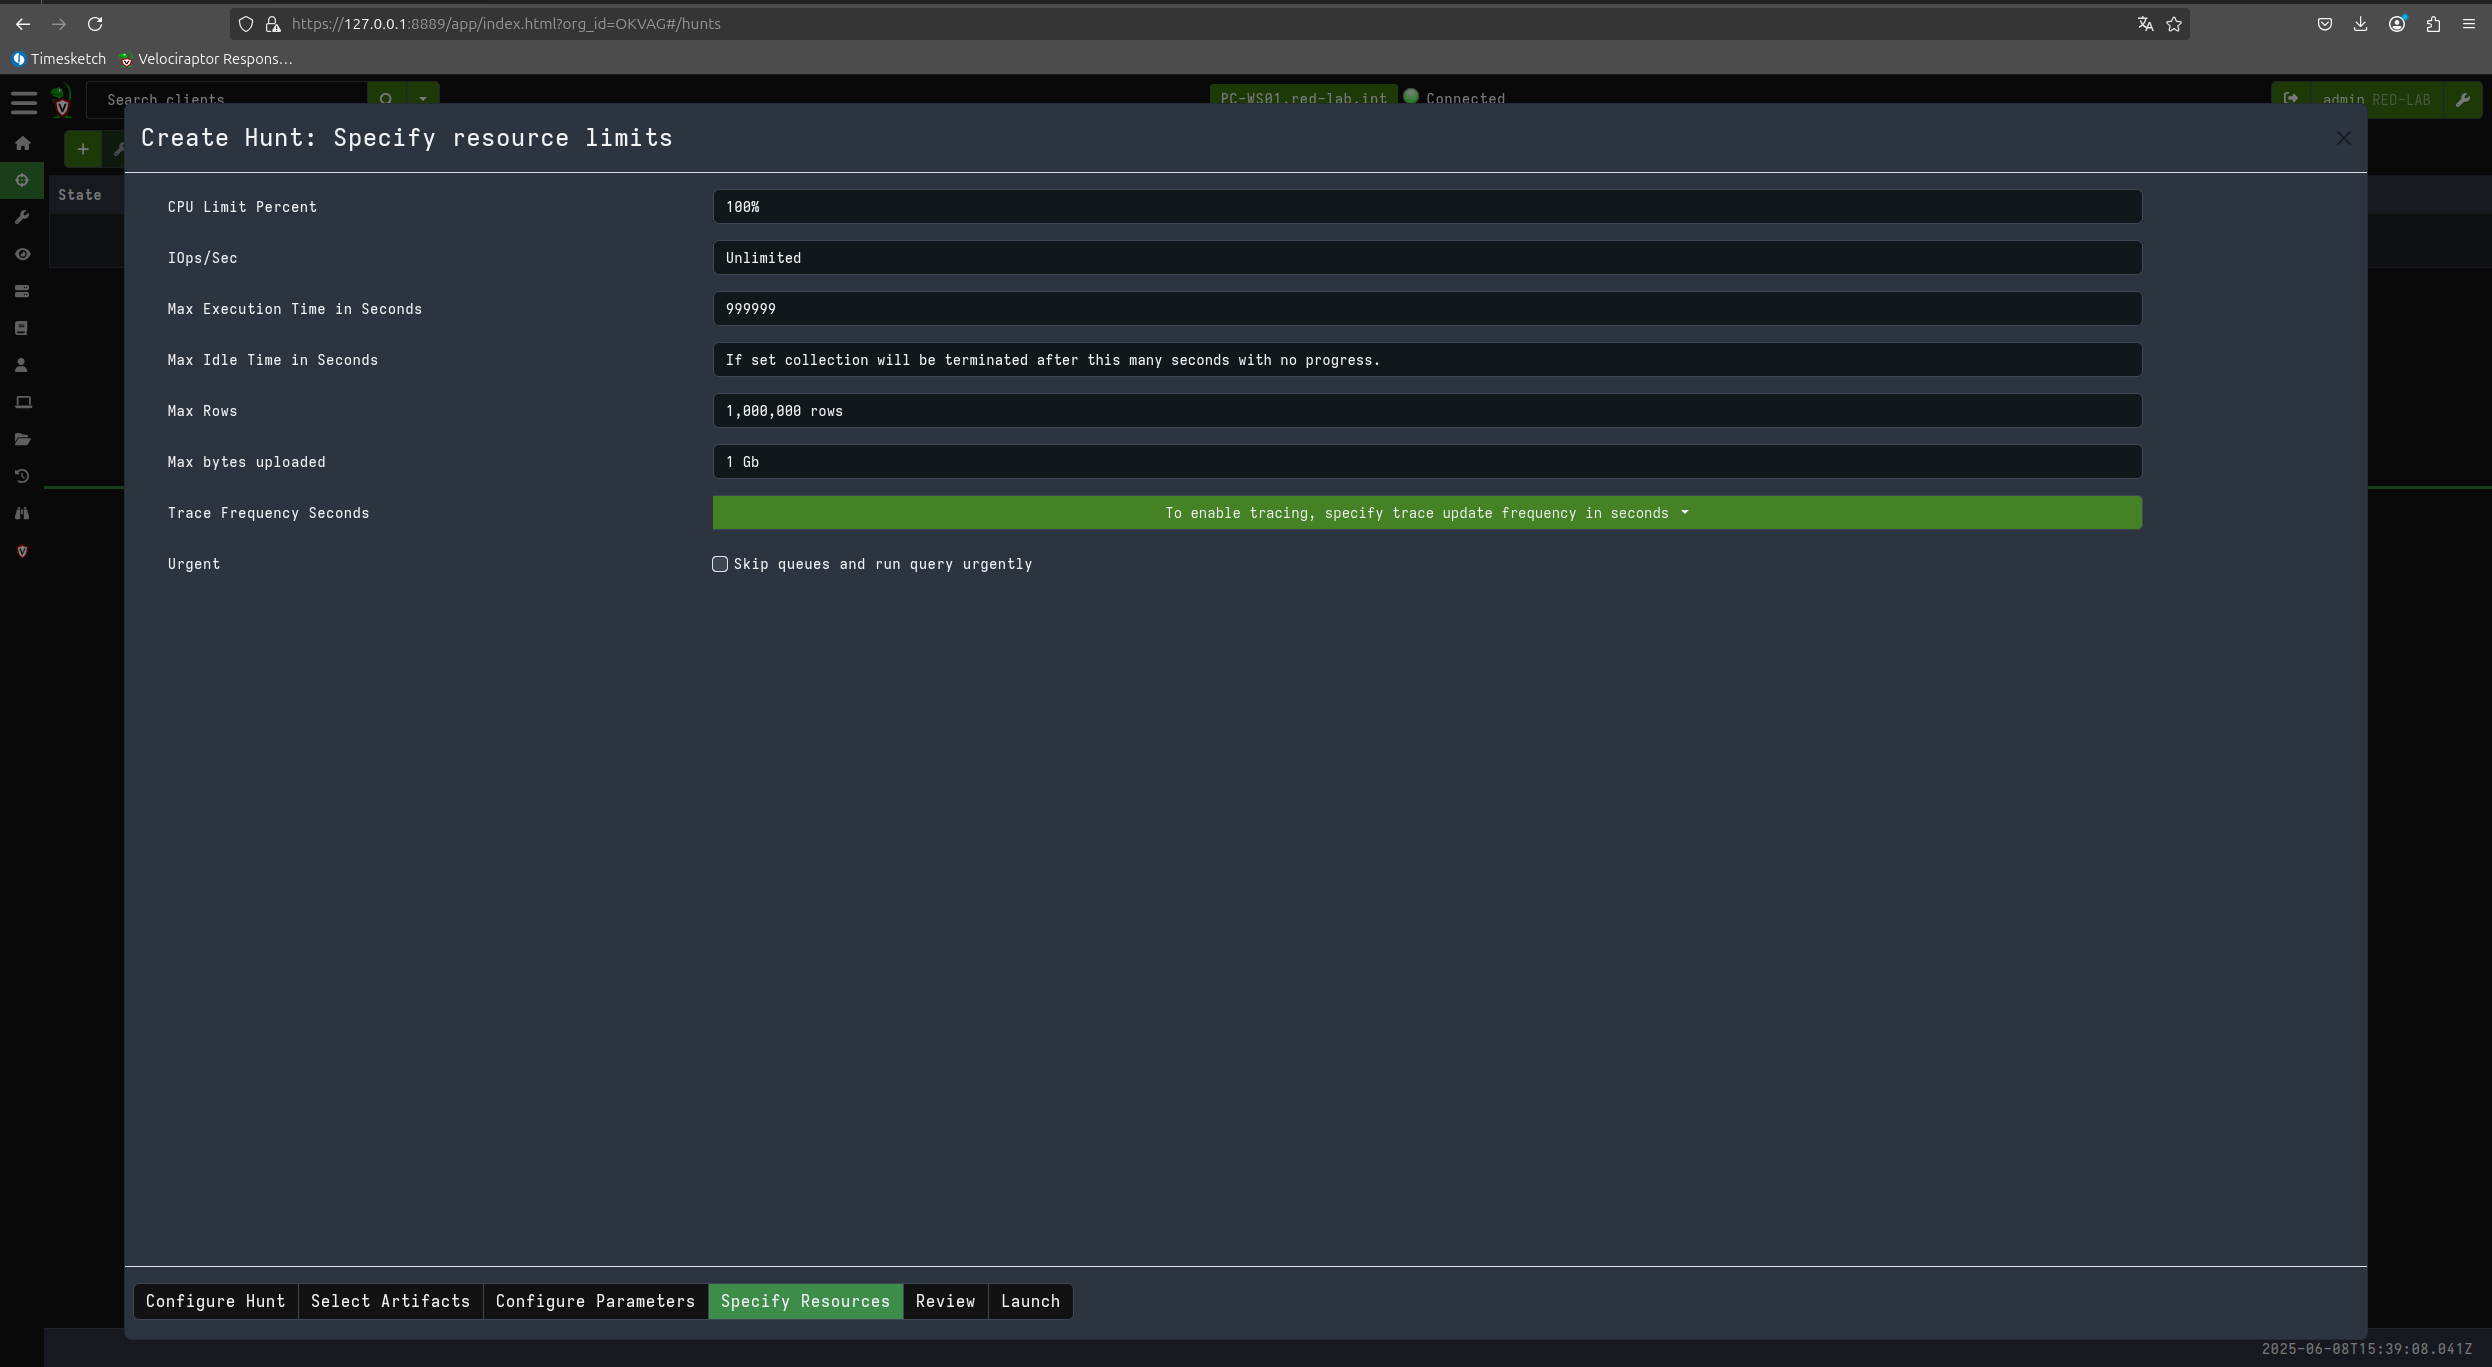 https://127.0.0.1:8889/app/index.html?org_id=OKVAG#/hunts
Timesketch Velociraptor Respons…
Search clients PC-WS01.red-lab.int Connected admin RED-LAB
Create Hunt: Specify resource limits
State
CPU Limit Percent 100%
IOps/Sec Unlimited
Max Execution Time in Seconds 999999
Max Idle Time in Seconds If set collection will be terminated after this many seconds with no progress.
Max Rows 1,000,000 rows
Max bytes uploaded 1 Gb
Trace Frequency Seconds To enable tracing, specify trace update frequency in seconds
Urgent Skip queues and run query urgently
Configure Hunt Select Artifacts Configure Parameters Specify Resources Review Launch
2025-06-08T15:39:08.041Z